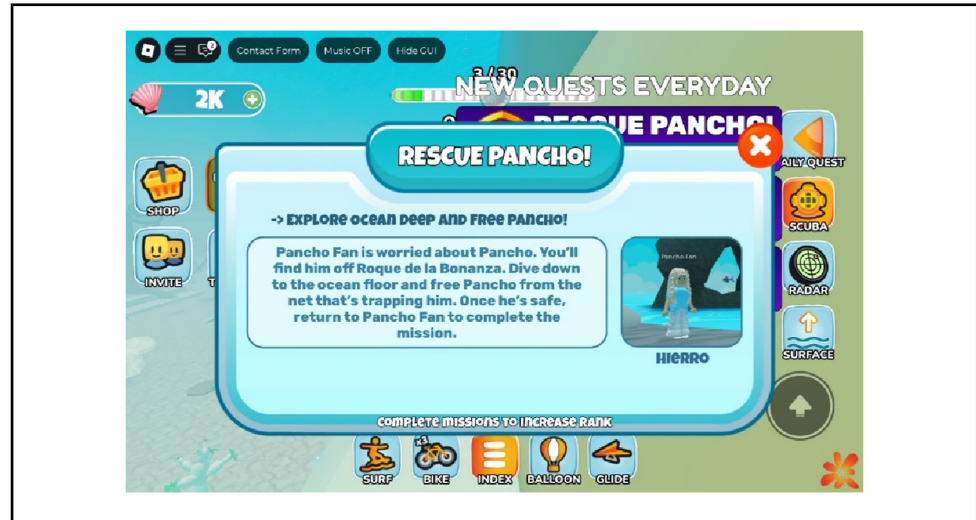 Contact Form
Music OFF
Hide GUI
3/30
2K
NEW QUESTS EVERYDAY
RESCUE PANCHO!
RESCUE PANCHO!
AILY QUEST
-> EXPLORE OCEAN DEEP AND FREE PANCHO!
SHOP
SCUBA
Pancho Fan is worried about Pancho. You'll
find him off Roque de la Bonanza. Dive down
to the ocean floor and free Pancho from the
net that's trapping him. Once he's safe,
return to Pancho Fan to complete the
mission.
Pancho Fan
INVITE
T
RADAR
HIERRO
SURFACE
COMPLETE MISSIONS TO INCREASE RANK
x3
SURF
BIKE
INDEX
BALLOON
GLIDE